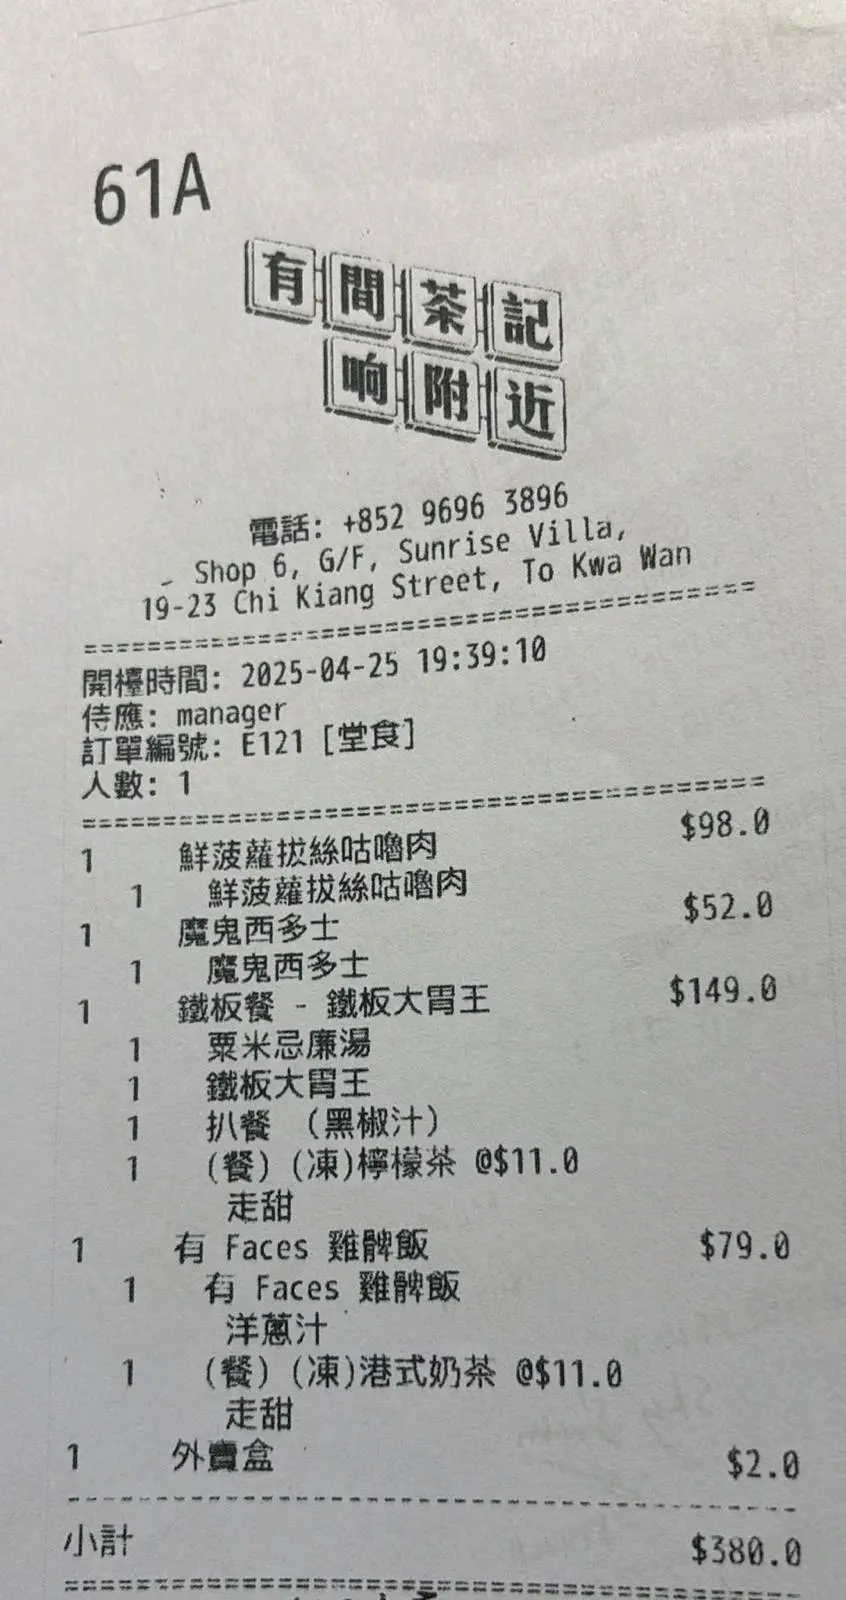 61A
有間茶記
响附近
電話: +852 9696 3896
Shop 6, G/F, Sunrise Villa,
19-23 Chi Kiang Street, To Kwa Wan
========================================
開檯時間: 2025-04-25 19:39:10
侍應: manager
訂單編號: E121 [堂食]
人數: 1
========================================
1 鮮菠蘿拔絲咕嚕肉 $98.0
1 鮮菠蘿拔絲咕嚕肉
1 魔鬼西多士 $52.0
1 魔鬼西多士
1 鐵板餐 - 鐵板大胃王 $149.0
1 粟米忌廉湯
1 鐵板大胃王
1 扒餐 (黑椒汁)
1 (餐) (凍)檸檬茶 @$11.0
走甜
1 有 Faces 雞髀飯 $79.0
1 有 Faces 雞髀飯
洋蔥汁
1 (餐) (凍)港式奶茶 @$11.0
走甜
1 外賣盒 $2.0
----------------------------------------
小計 $380.0
========================================